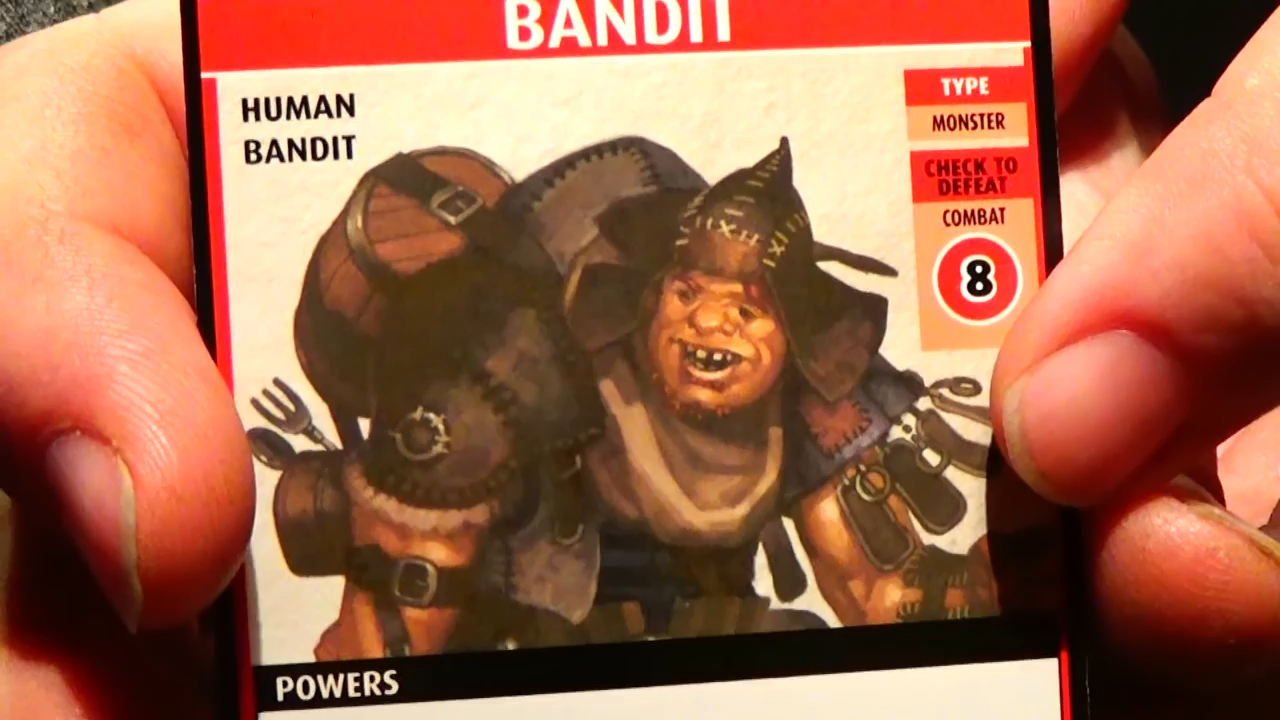 BANDIT
HUMAN
BANDIT
TYPE
MONSTER
CHECK TO
DEFEAT
COMBAT
8
POWERS